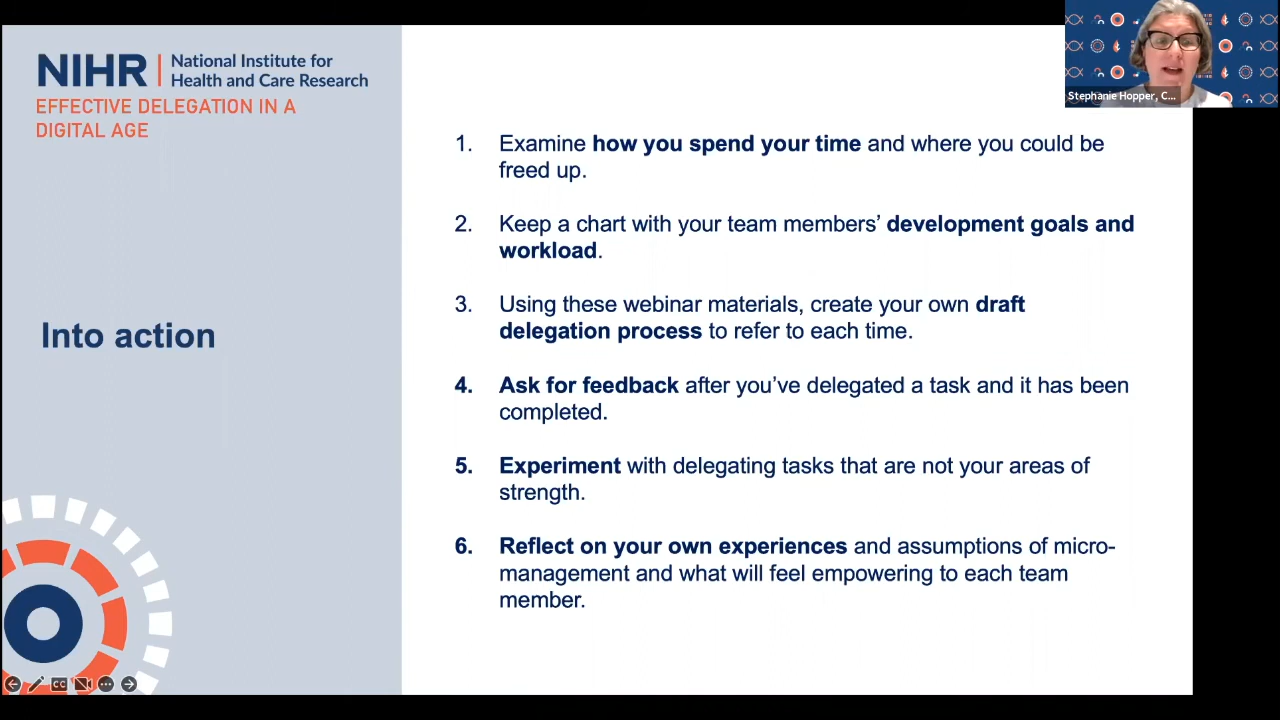 NIHR | National Institute for
Health and Care Research
EFFECTIVE DELEGATION IN A
DIGITAL AGE
Into action
1. Examine how you spend your time and where you could be
freed up.
2. Keep a chart with your team members’ development goals and
workload.
3. Using these webinar materials, create your own draft
delegation process to refer to each time.
4. Ask for feedback after you’ve delegated a task and it has been
completed.
5. Experiment with delegating tasks that are not your areas of
strength.
6. Reflect on your own experiences and assumptions of micro-
management and what will feel empowering to each team
member.
Stephanie Hopper, C...
CC